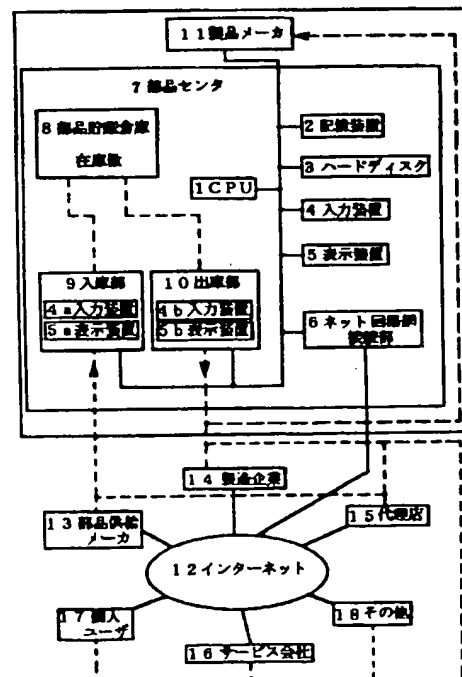 11製品メーカ
7部品センタ
8部品貯蔵倉庫
在庫数
2記憶装置
3ハードディスク
1CPU
4入力装置
5表示装置
9入庫部
4a入力装置
5a表示装置
10出庫部
4b入力装置
5b表示装置
6ネット回路網
接続部
14製造企業
13部品供給
メーカ
15代理店
12インターネット
17個人
ユーザ
18その他
16サービス会社